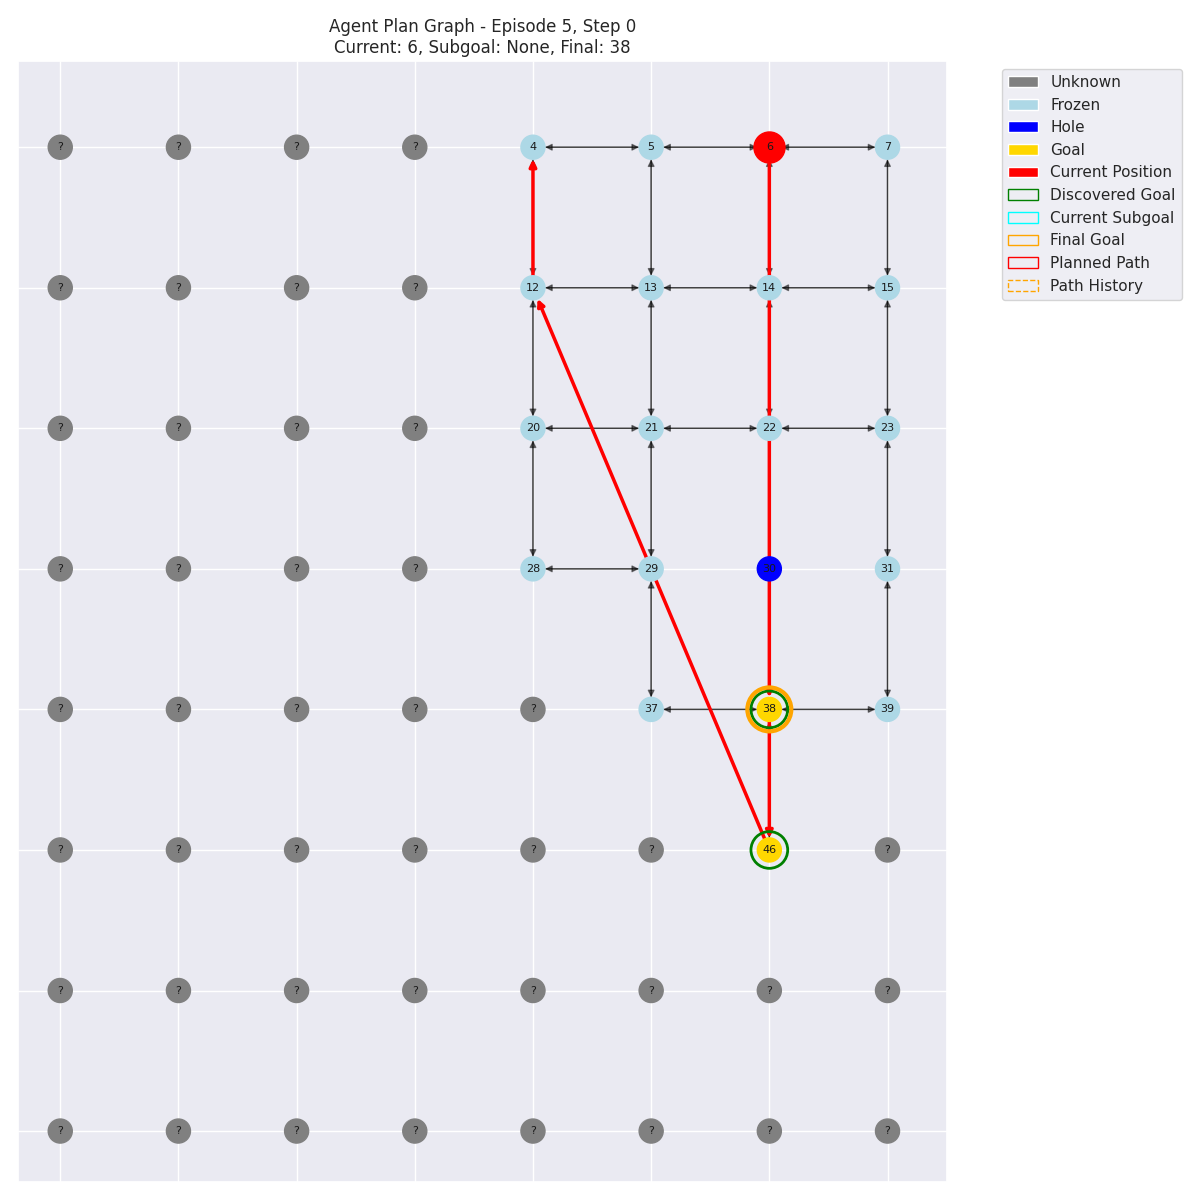 Agent Plan Graph - Episode 5, Step 0
Current: 6, Subgoal: None, Final: 38
Unknown
Frozen
Hole
Goal
Current Position
Discovered Goal
Current Subgoal
Final Goal
Planned Path
Path History
? ? ? ? 4 5 6 7
? ? ? ? 12 13 14 15
? ? ? ? 20 21 22 23
? ? ? ? 28 29 30 31
? ? ? ? ? 37 38 39
? ? ? ? ? ? 46 ?
? ? ? ? ? ? ? ?
? ? ? ? ? ? ? ?